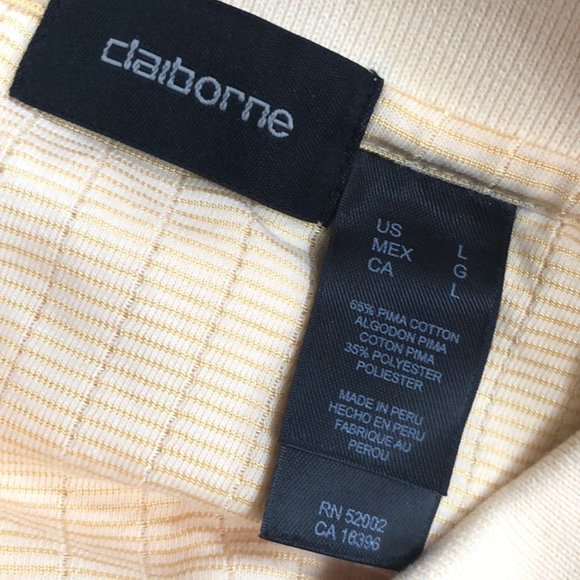 claiborne
US L
MEX G
CA L
65% PIMA COTTON
ALGODON PIMA
COTON PIMA
35% POLYESTER
POLIESTER
MADE IN PERU
HECHO EN PERU
FABRIQUE AU
PEROU
RN 52002
CA 16396